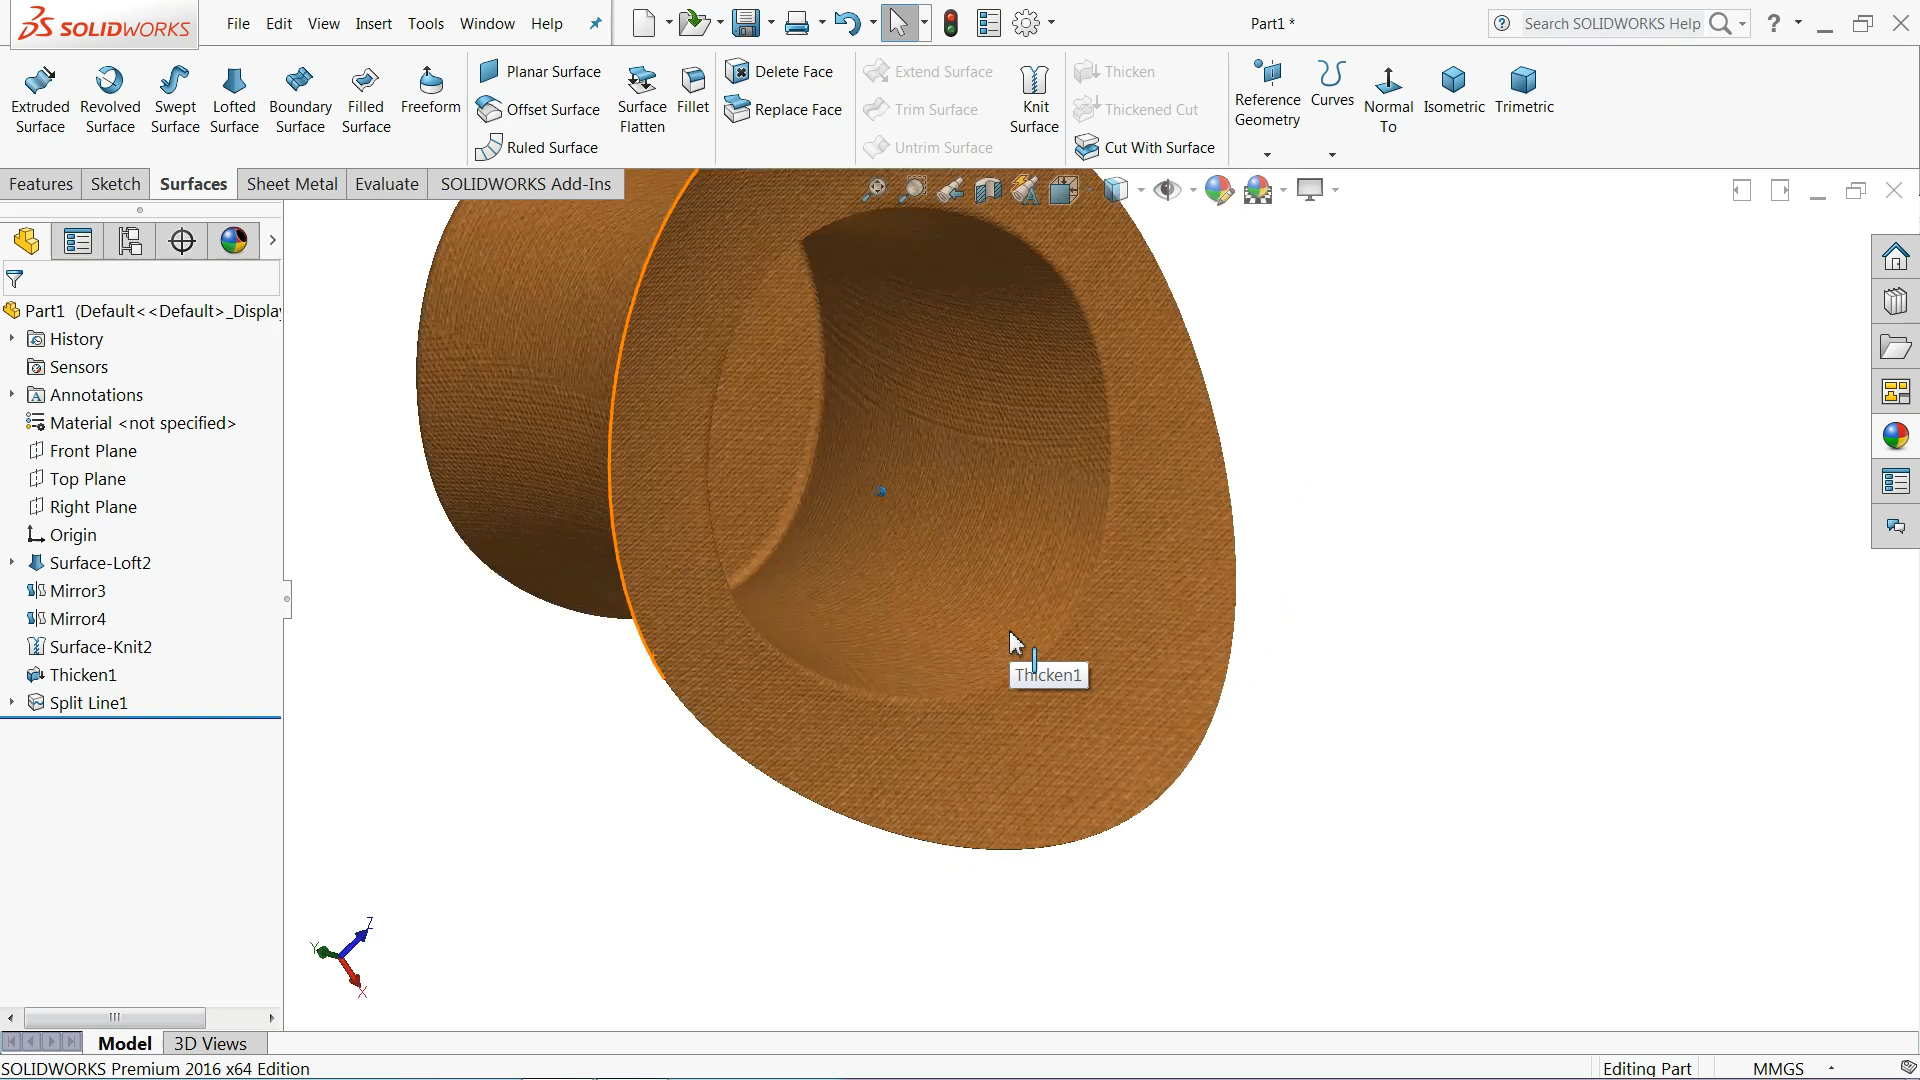 SOLIDWORKS
File Edit View Insert Tools Window Help
Part1 *
Search SOLIDWORKS Help
?
Extruded Surface
Revolved Surface
Swept Surface
Lofted Surface
Boundary Surface
Filled Surface
Freeform
Planar Surface
Offset Surface
Ruled Surface
Surface Flatten
Fillet
Delete Face
Replace Face
Extend Surface
Trim Surface
Untrim Surface
Knit Surface
Thicken
Thickened Cut
Cut With Surface
Reference Geometry
Curves
Normal To
Isometric
Trimetric
Features Sketch Surfaces Sheet Metal Evaluate SOLIDWORKS Add-Ins
Part1 (Default<<Default>_Displa
History
Sensors
Annotations
Material <not specified>
Front Plane
Top Plane
Right Plane
Origin
Surface-Loft2
Mirror3
Mirror4
Surface-Knit2
Thicken1
Split Line1
Thicken1
Z
Y
X
Model 3D Views
SOLIDWORKS Premium 2016 x64 Edition
Editing Part
MMGS